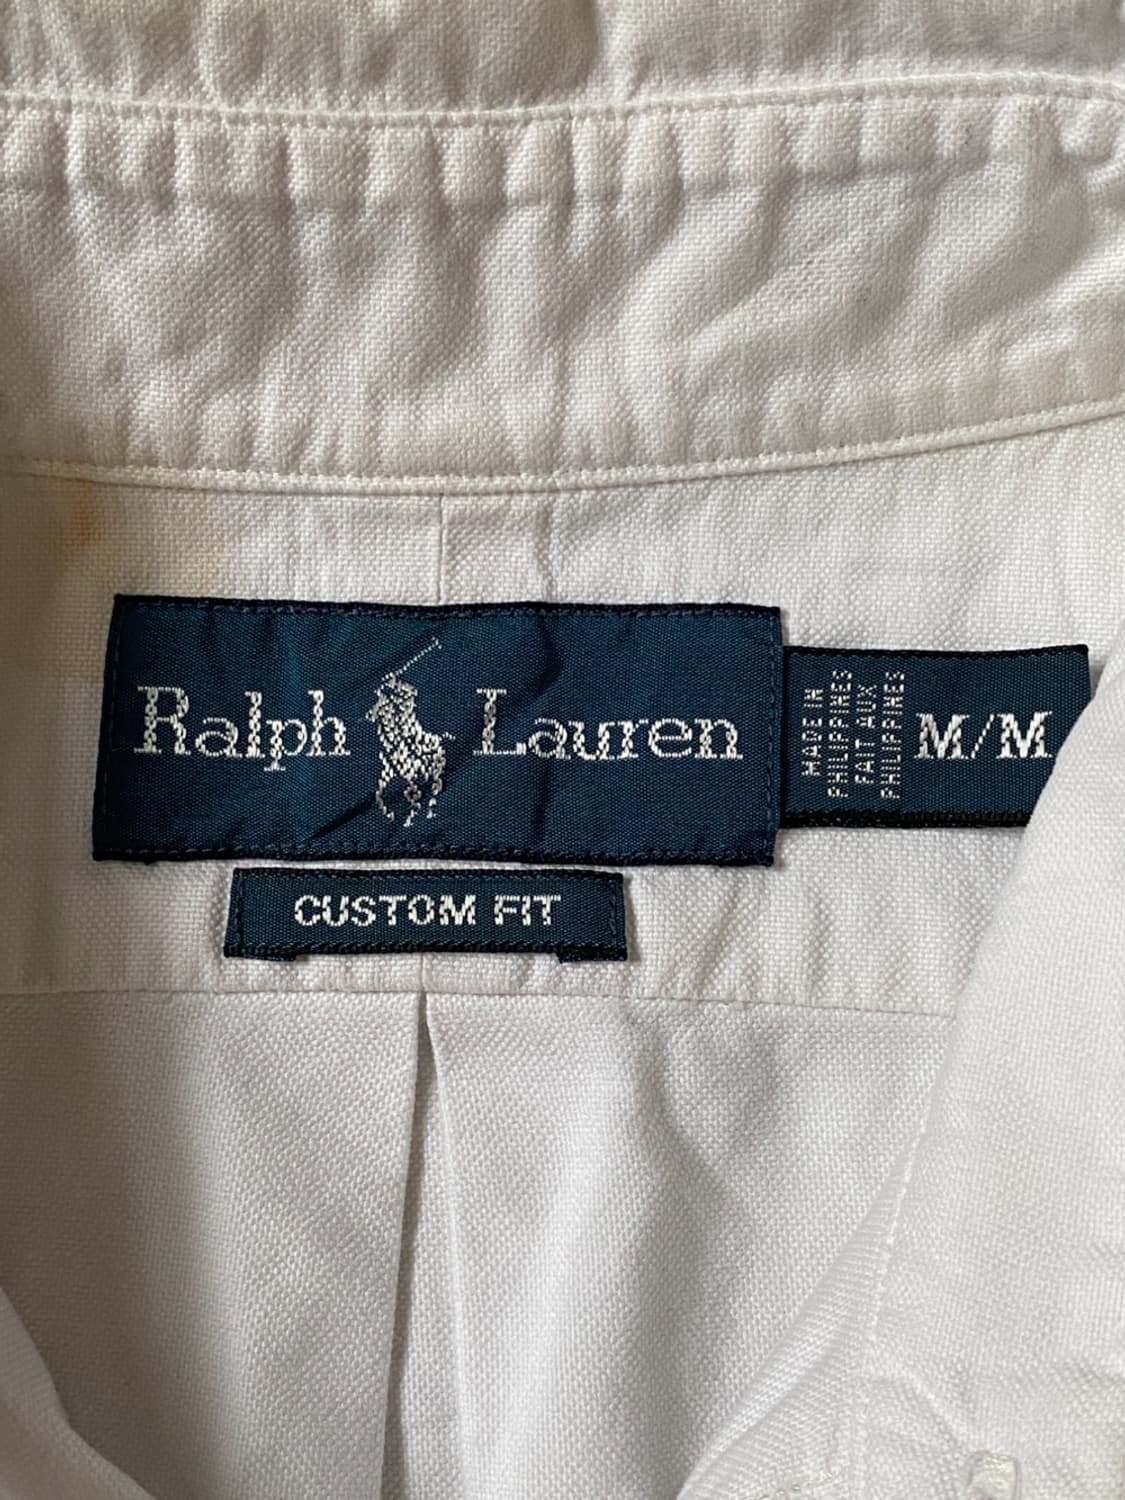 Ralph Lauren
MADE IN
PHILIPPINES
FAIT AUX
PHILIPPINES
M/M
CUSTOM FIT